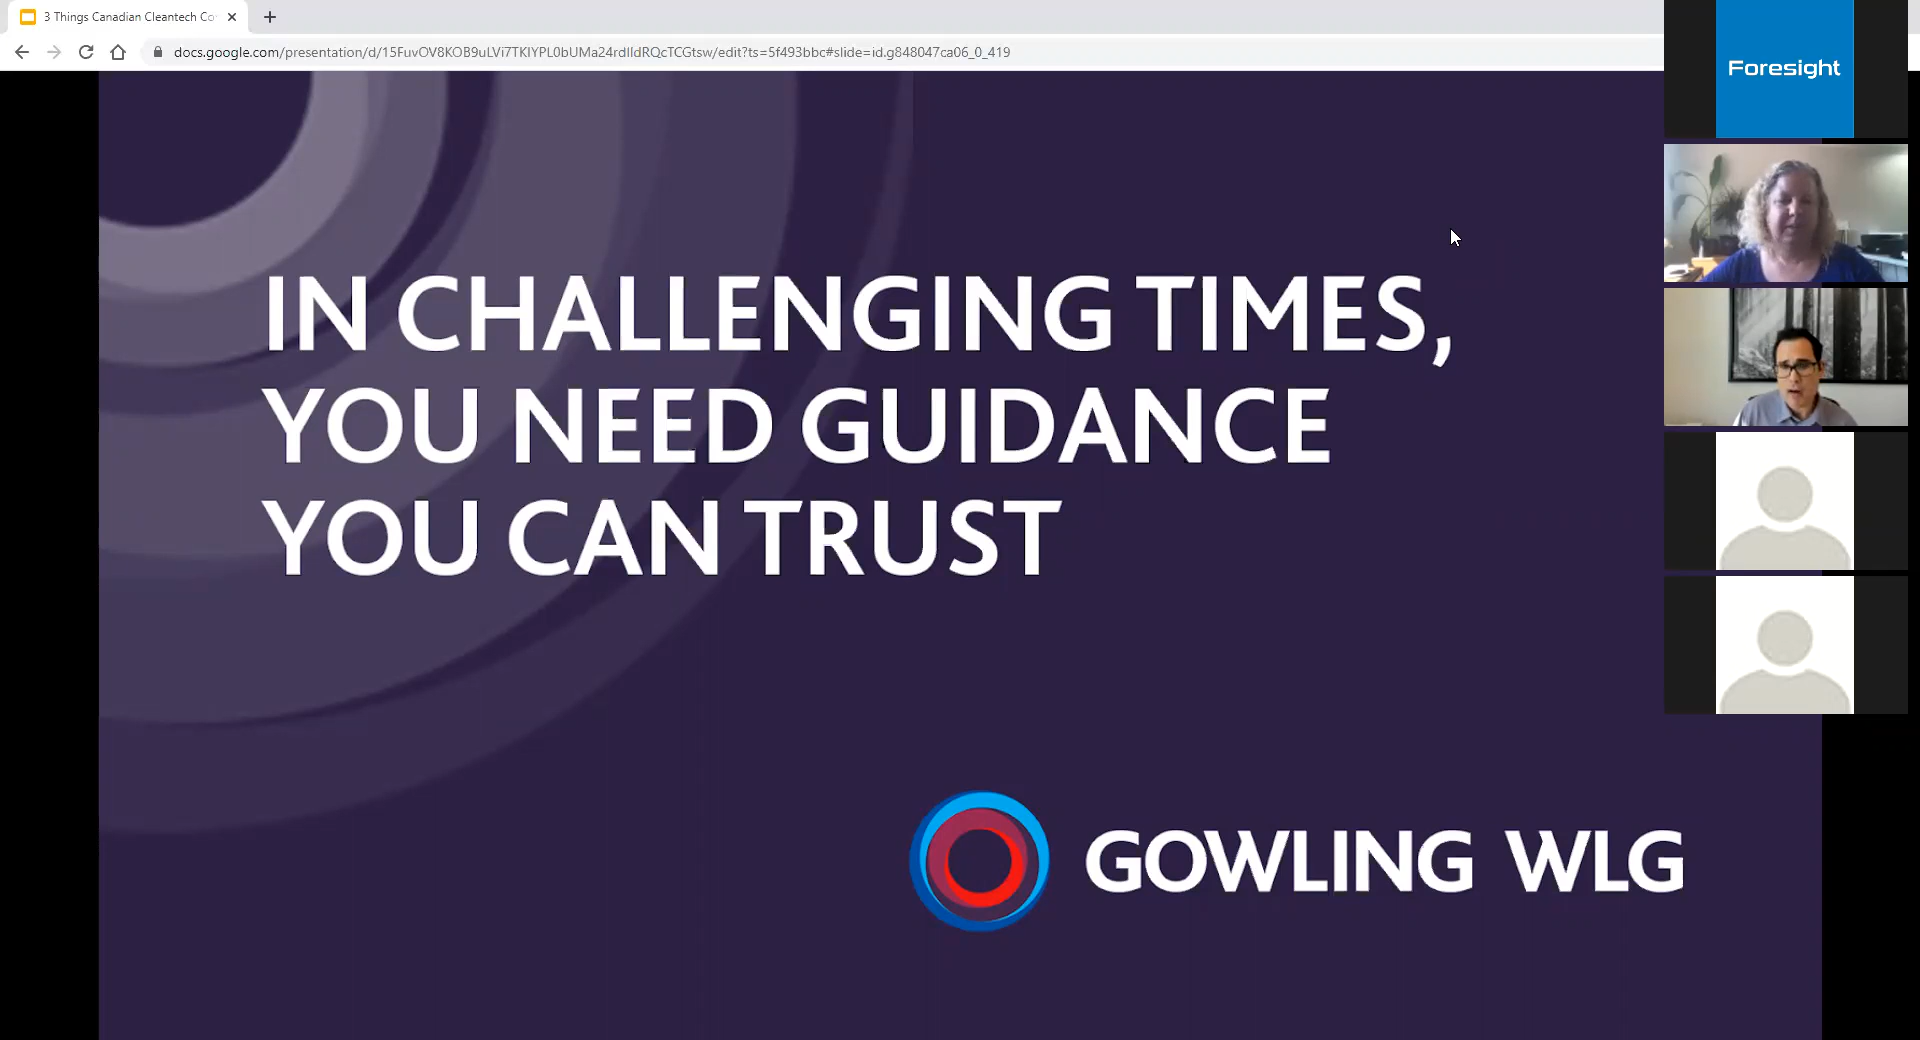 3 Things Canadian Cleantech Co
docs.google.com/presentation/d/15FuvOV8KOB9uLVi7TKIYPL0bUMa24rdlldRQcTCGtsw/edit?ts=5f493bbc#slide=id.g848047ca06_0_419
Foresight
IN CHALLENGING TIMES,
YOU NEED GUIDANCE
YOU CAN TRUST
GOWLING WLG